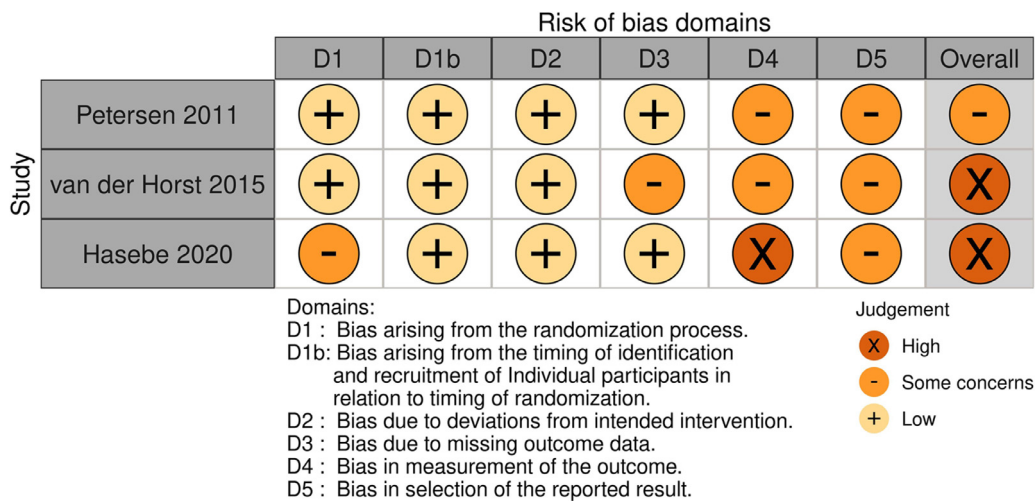 Risk of bias domains
D1 D1b D2 D3 D4 D5 Overall
Study
Petersen 2011 + + + + - - -
van der Horst 2015 + + + - - - X
Hasebe 2020 - + + + X - X
Domains:
D1 : Bias arising from the randomization process.
D1b: Bias arising from the timing of identification
and recruitment of Individual participants in
relation to timing of randomization.
D2 : Bias due to deviations from intended intervention.
D3 : Bias due to missing outcome data.
D4 : Bias in measurement of the outcome.
D5 : Bias in selection of the reported result.
Judgement
X High
- Some concerns
+ Low